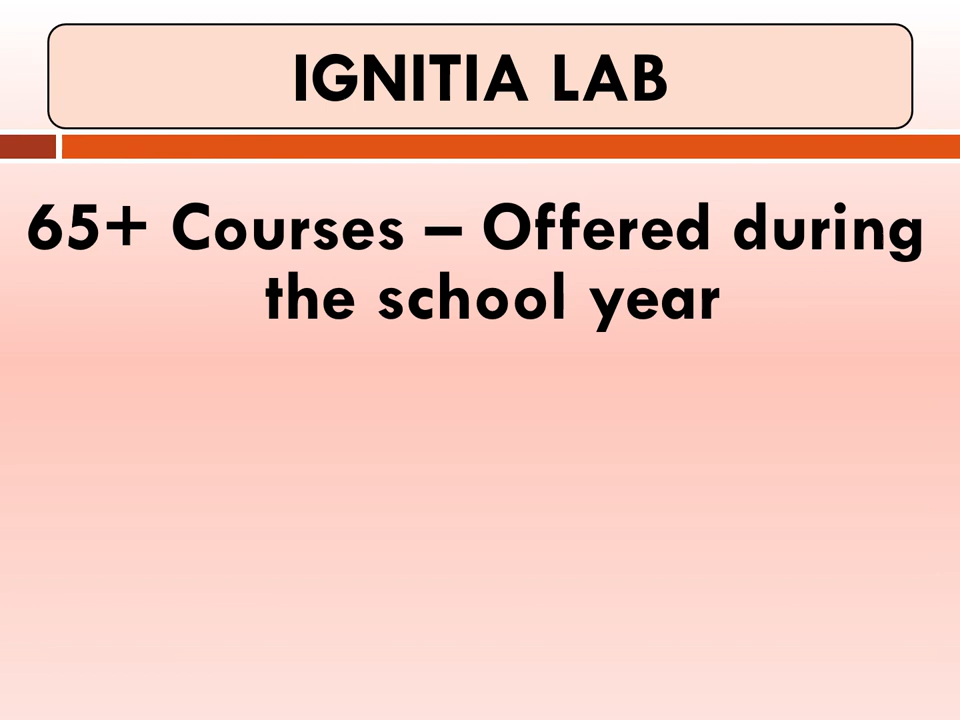 IGNITIA LAB
65+ Courses – Offered during
the school year